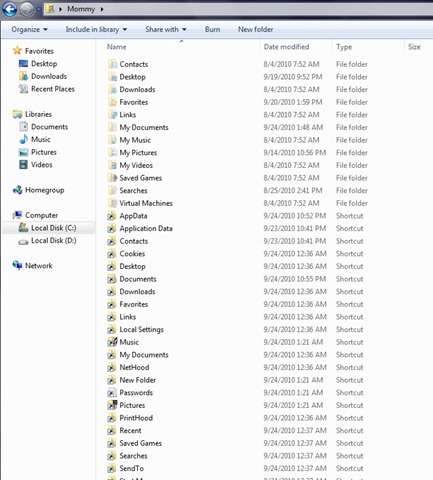 Mommy
Organize Include in library Share with Burn New folder
Name Date modified Type Size
Favorites
Desktop
Downloads
Recent Places
Libraries
Documents
Music
Pictures
Videos
Homegroup
Computer
Local Disk (C:)
Local Disk (D:)
Network
Contacts 8/4/2010 7:52 AM File folder
Desktop 9/19/2010 9:52 PM File folder
Downloads 8/4/2010 7:52 AM File folder
Favorites 9/20/2010 1:59 PM File folder
Links 8/4/2010 7:52 AM File folder
My Documents 9/24/2010 1:48 AM File folder
My Music 8/4/2010 7:52 AM File folder
My Pictures 9/14/2010 10:56 PM File folder
My Videos 8/4/2010 7:52 AM File folder
Saved Games 8/4/2010 7:52 AM File folder
Searches 8/25/2010 2:41 PM File folder
Virtual Machines 8/4/2010 7:52 AM File folder
AppData 9/24/2010 10:52 PM Shortcut
Application Data 9/23/2010 10:41 PM Shortcut
Contacts 9/23/2010 10:41 PM Shortcut
Cookies 9/24/2010 12:36 AM Shortcut
Desktop 9/24/2010 12:36 AM Shortcut
Documents 9/24/2010 10:55 PM Shortcut
Downloads 9/24/2010 12:36 AM Shortcut
Favorites 9/24/2010 12:36 AM Shortcut
Links 9/24/2010 12:36 AM Shortcut
Local Settings 9/24/2010 12:36 AM Shortcut
Music 9/24/2010 1:21 AM Shortcut
My Documents 9/24/2010 12:36 AM Shortcut
NetHood 9/24/2010 12:36 AM Shortcut
New Folder 9/24/2010 1:21 AM Shortcut
Passwords 9/24/2010 1:21 AM Shortcut
Pictures 9/24/2010 1:21 AM Shortcut
PrintHood 9/24/2010 12:36 AM Shortcut
Recent 9/24/2010 12:37 AM Shortcut
Saved Games 9/24/2010 12:37 AM Shortcut
Searches 9/24/2010 12:37 AM Shortcut
SendTo 9/24/2010 12:37 AM Shortcut